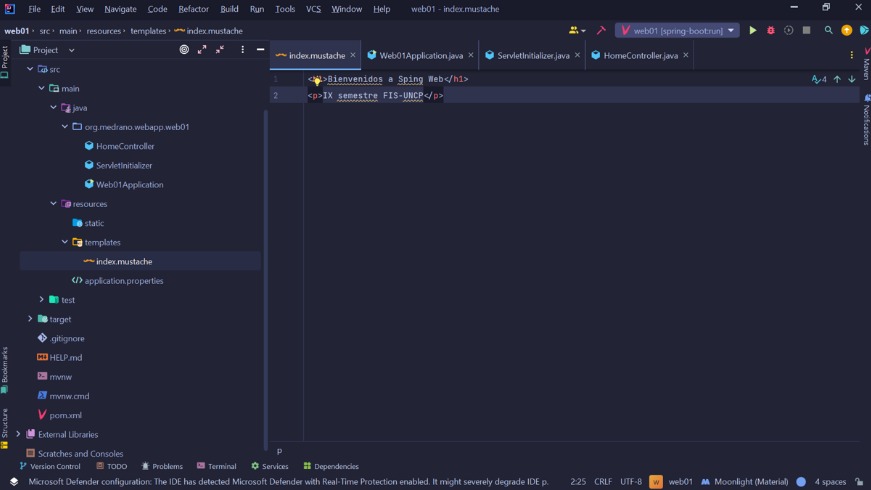 File Edit View Navigate Code Refactor Build Run Tools VCS Window Help web01 - index.mustache
web01 > src > main > resources > templates > index.mustache
web01 [spring-boot:run]
Project
index.mustache
Web01Application.java
ServletInitializer.java
HomeController.java
Project
src
main
java
org.medrano.webapp.web01
HomeController
ServletInitializer
Web01Application
resources
static
templates
index.mustache
application.properties
test
target
.gitignore
HELP.md
mvnw
mvnw.cmd
pom.xml
External Libraries
Scratches and Consoles
1 <h1>Bienvenidos a Sping Web</h1>
2 <p>IX semestre FIS-UNCP</p>
4
Maven
Notifications
Bookmarks
Structure
p
Version Control TODO Problems Terminal Services Dependencies
Microsoft Defender configuration: The IDE has detected Microsoft Defender with Real-Time Protection enabled. It might severely degrade IDE p.
2:25 CRLF UTF-8 w web01 Moonlight (Material) 4 spaces